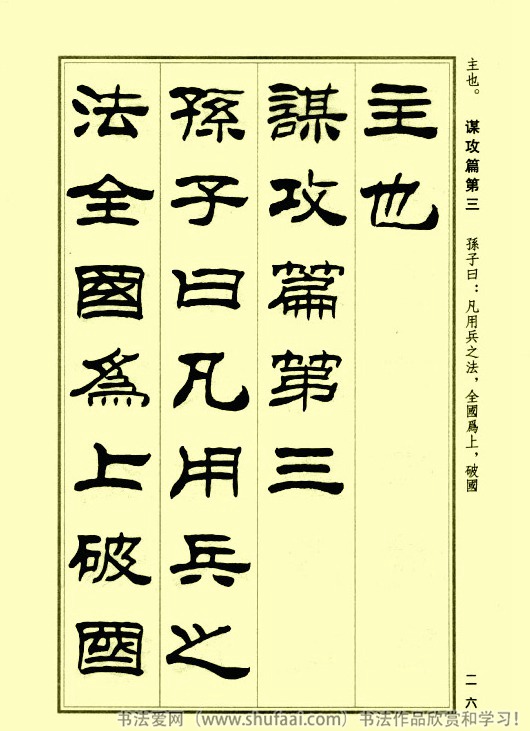 主也
謀攻篇第三
孫子曰凡用兵之
法全國為上破國
主也。　谋攻篇第三　孫子曰：凡用兵之法，全國爲上，破國
二六
书法爱网（www.shufaai.com）书法作品欣赏和学习！